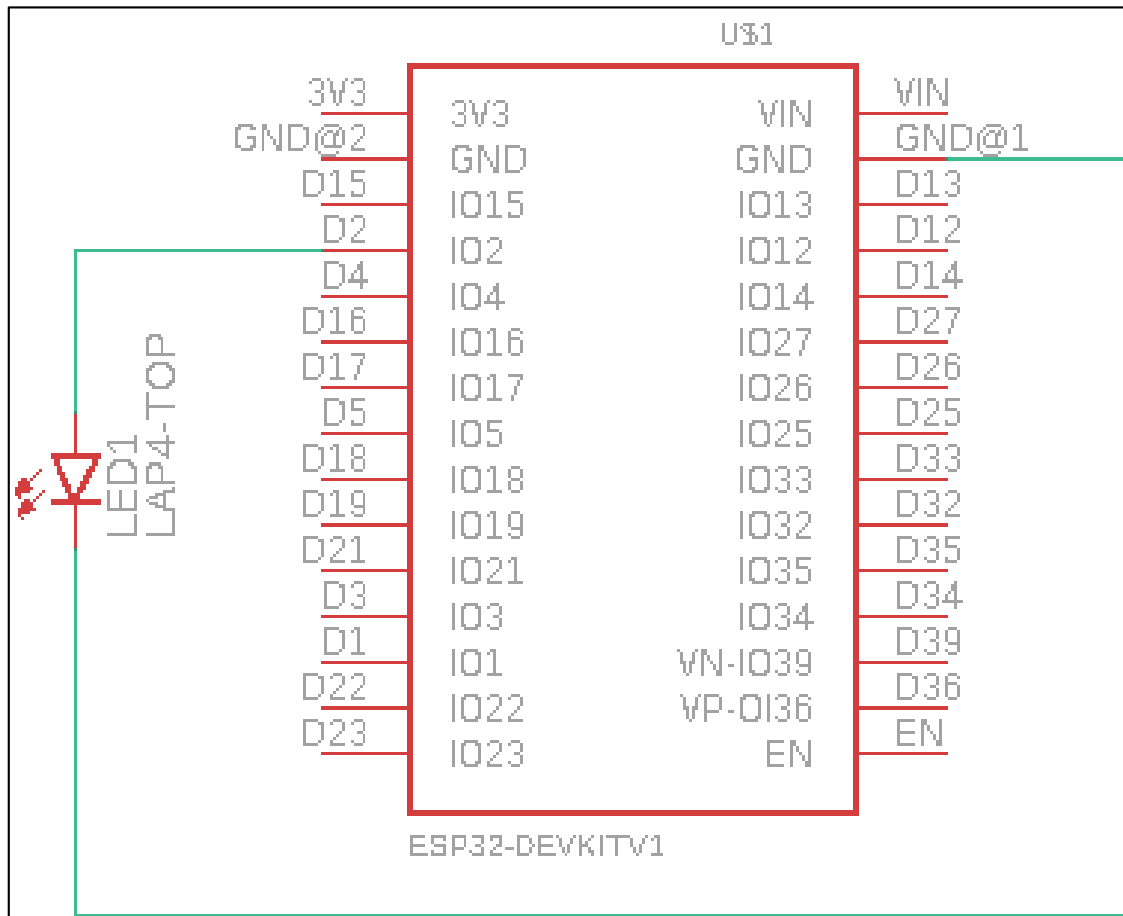 U$1
3V3 3V3 VIN VIN
GND@2 GND GND GND@1
D15 IO15 IO13 D13
D2 IO2 IO12 D12
D4 IO4 IO14 D14
D16 IO16 IO27 D27
D17 IO17 IO26 D26
D5 IO5 IO25 D25
D18 IO18 IO33 D33
D19 IO19 IO32 D32
D21 IO21 IO35 D35
D3 IO3 IO34 D34
D1 IO1 VN-IO39 D39
D22 IO22 VP-OI36 D36
D23 IO23 EN EN
LED1
LAP4-TOP
ESP32-DEVKITV1